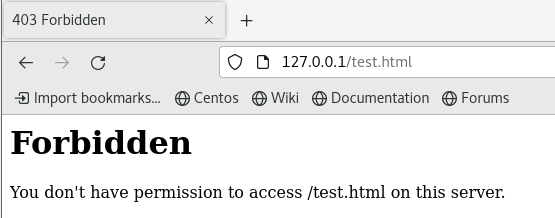 403 Forbidden
127.0.0.1/test.html
Import bookmarks... Centos Wiki Documentation Forums
Forbidden
You don't have permission to access /test.html on this server.